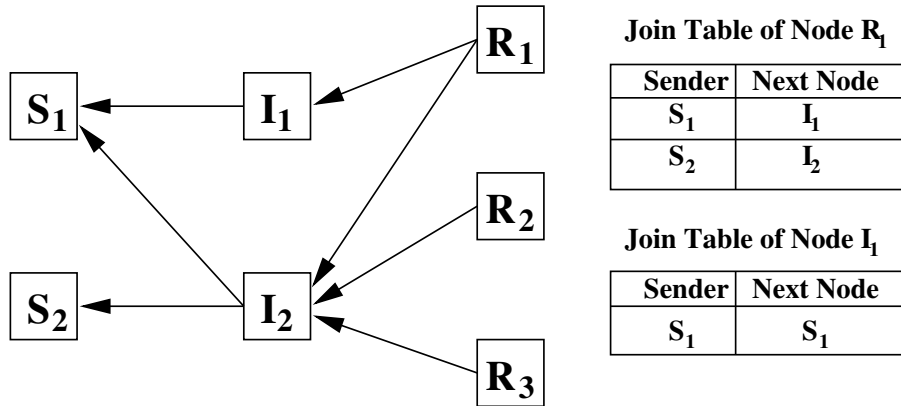 R1
S1 I1
R2
S2 I2
R3
Join Table of Node R1
Sender Next Node
S1 I1
S2 I2
Join Table of Node I1
Sender Next Node
S1 S1